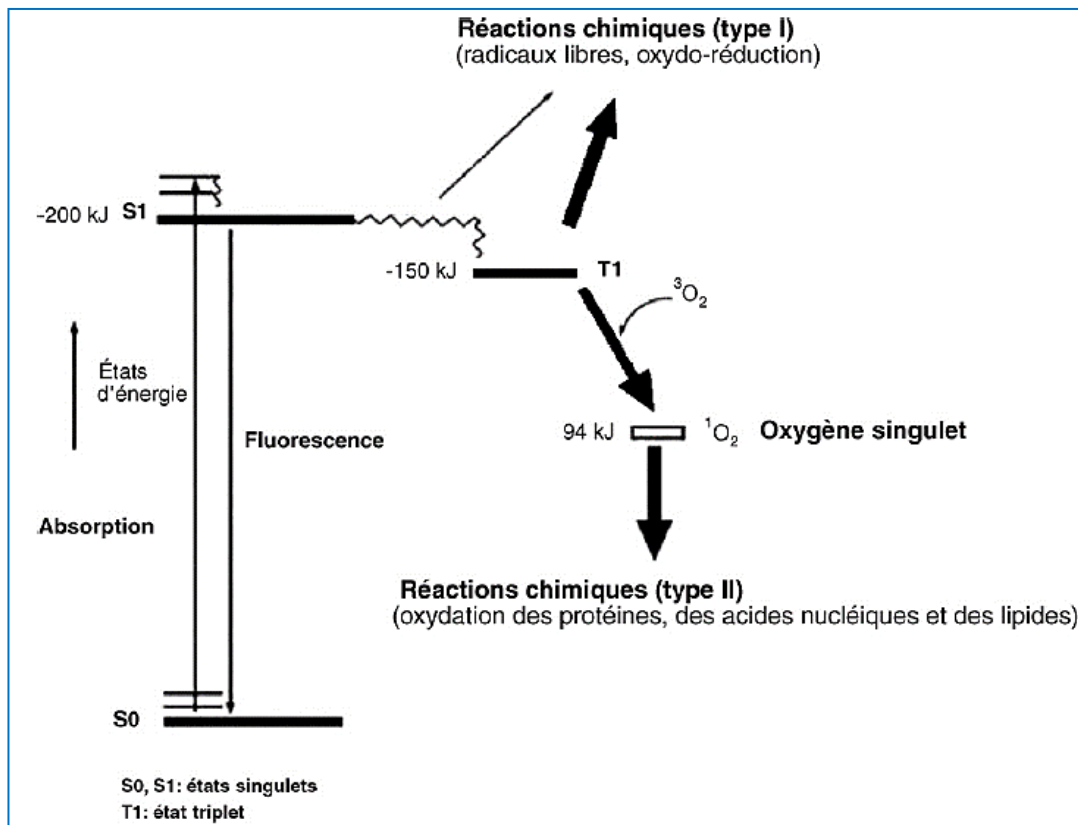 Réactions chimiques (type I)
(radicaux libres, oxydo-réduction)
-200 kJ S1
-150 kJ
T1
³O₂
États
d'énergie
Fluorescence
94 kJ
¹O₂ Oxygène singulet
Absorption
Réactions chimiques (type II)
(oxydation des protéines, des acides nucléiques et des lipides)
S0
S0, S1: états singulets
T1: état triplet